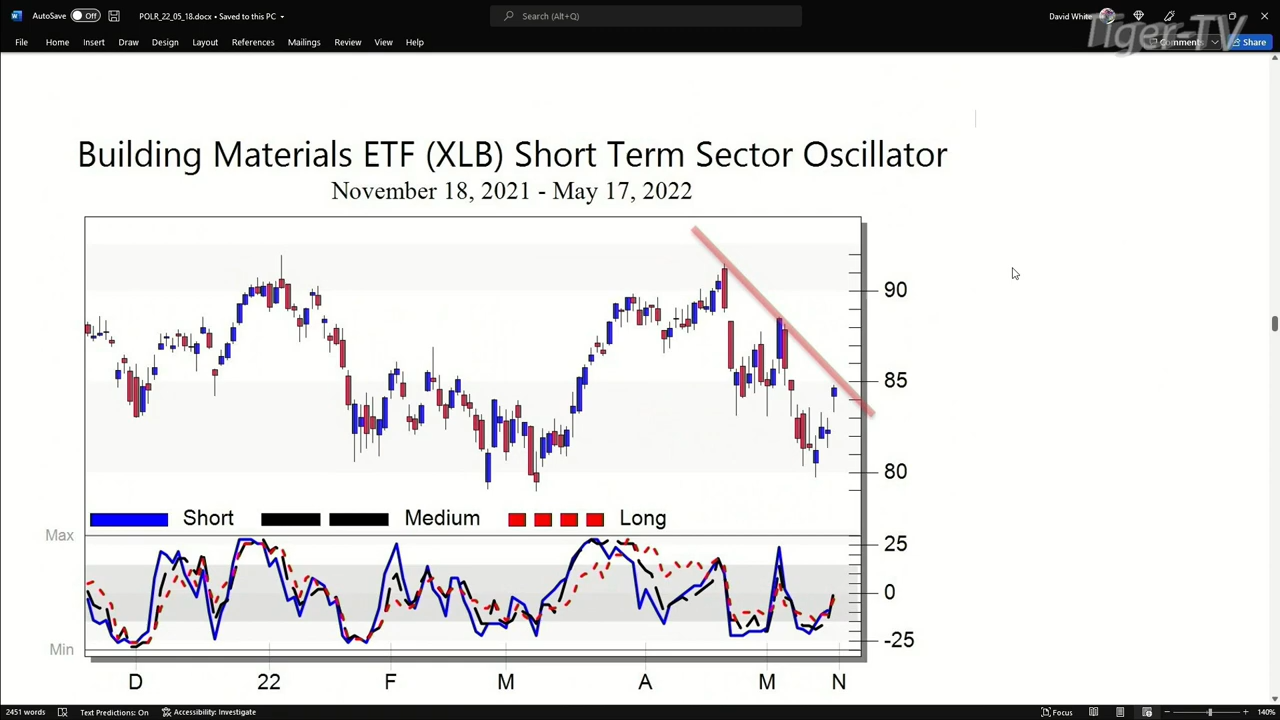 AutoSave Off POLR_22_05_18.docx • Saved to this PC Search (Alt+Q) David White
Tiger-TV
File Home Insert Draw Design Layout References Mailings Review View Help Comments Share
Building Materials ETF (XLB) Short Term Sector Oscillator
November 18, 2021 - May 17, 2022
90
85
80
Short Medium Long
Max
25
0
-25
Min
D 22 F M A M N
2451 words Text Predictions: On Accessibility: Investigate Focus 140%